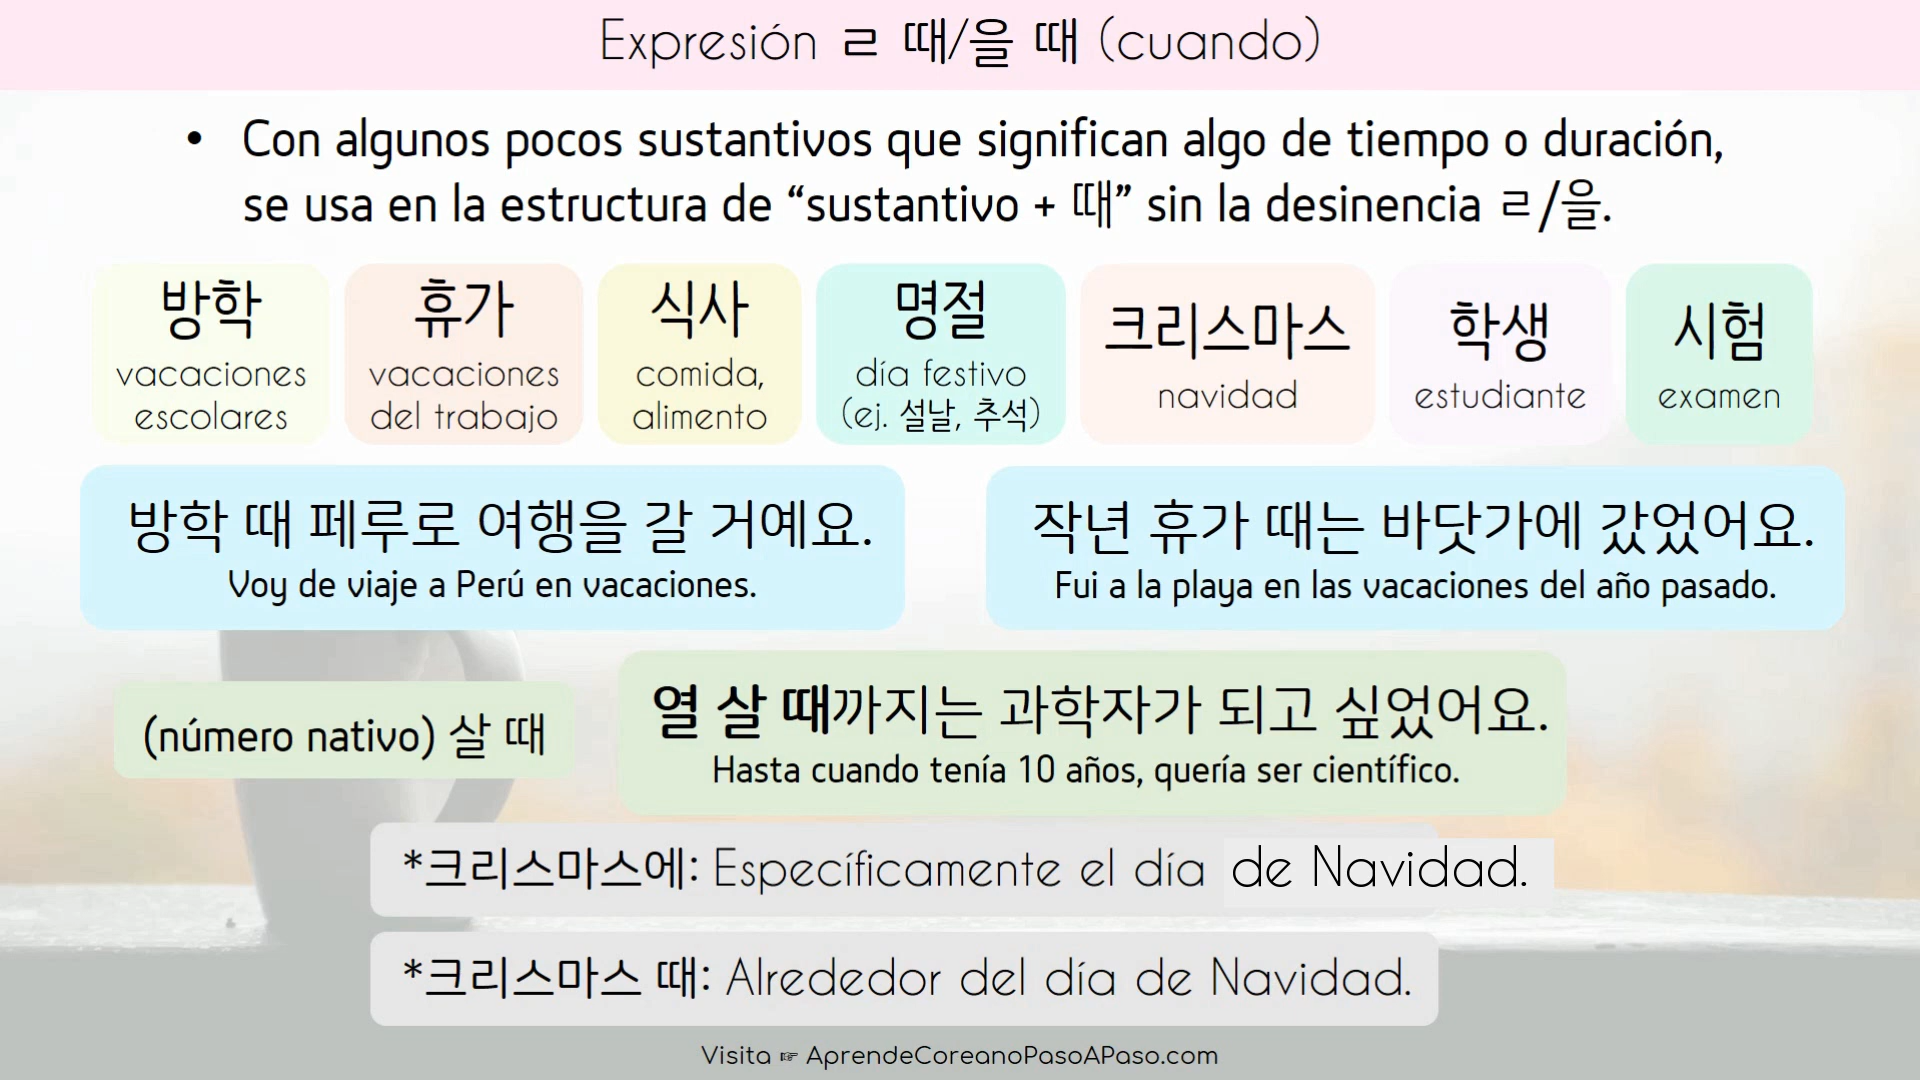 Expresión ㄹ 때/을 때 (cuando)
• Con algunos pocos sustantivos que significan algo de tiempo o duración,
se usa en la estructura de “sustantivo + 때” sin la desinencia ㄹ/을.
방학
vacaciones
escolares
휴가
vacaciones
del trabajo
식사
comida,
alimento
명절
día festivo
(ej. 설날, 추석)
크리스마스
navidad
학생
estudiante
시험
examen
방학 때 페루로 여행을 갈 거예요.
Voy de viaje a Perú en vacaciones.
작년 휴가 때는 바닷가에 갔었어요.
Fui a la playa en las vacaciones del año pasado.
(número nativo) 살 때
열 살 때까지는 과학자가 되고 싶었어요.
Hasta cuando tenía 10 años, quería ser científico.
*크리스마스에: Específicamente el día de Navidad.
*크리스마스 때: Alrededor del día de Navidad.
Visita ☞ AprendeCoreanoPasoAPaso.com